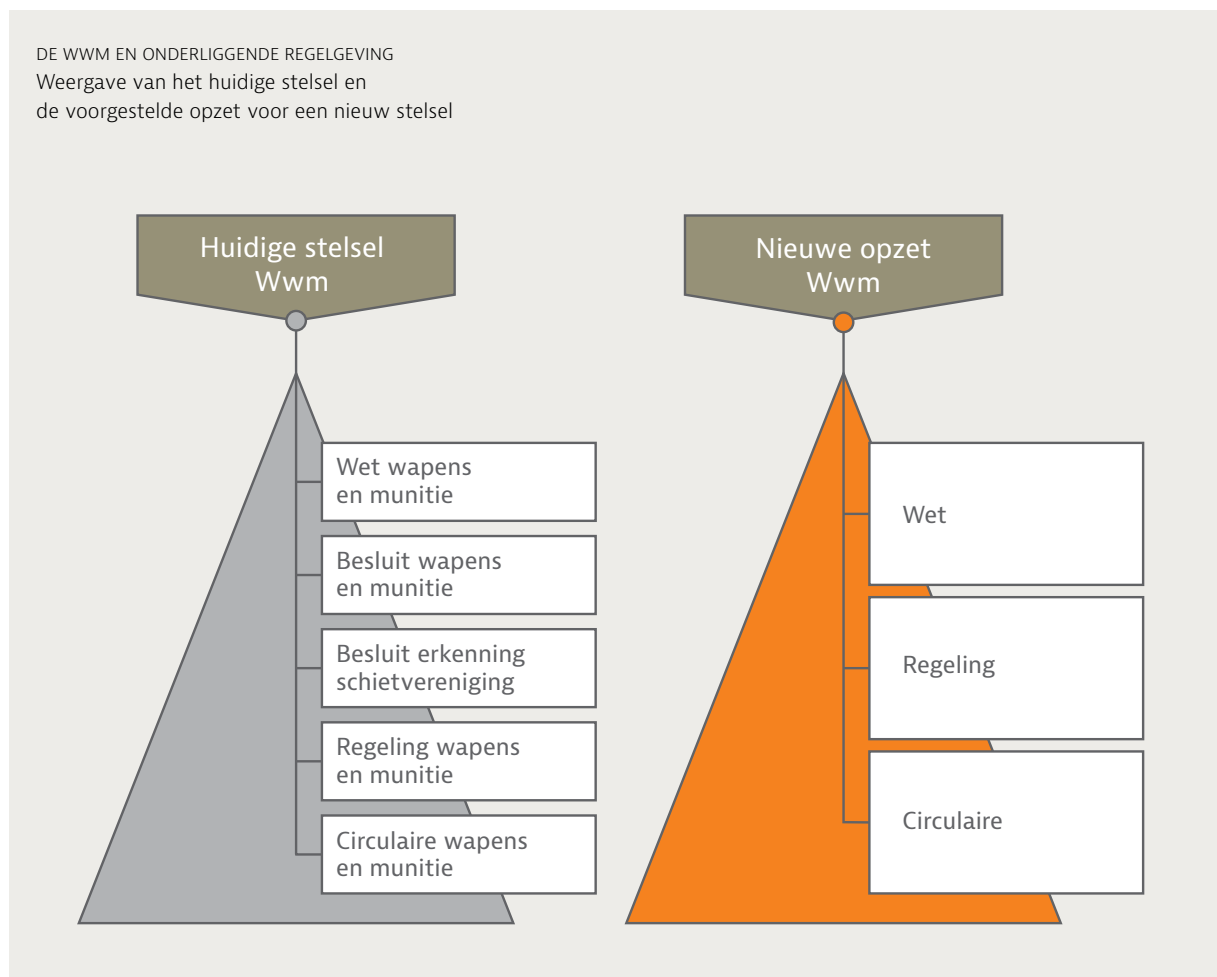 DE WWM EN ONDERLIGGENDE REGELGEVING
Weergave van het huidige stelsel en
de voorgestelde opzet voor een nieuw stelsel
Huidige stelsel
Wwm
Wet wapens
en munitie
Besluit wapens
en munitie
Besluit erkenning
schietvereniging
Regeling wapens
en munitie
Circulaire wapens
en munitie
Nieuwe opzet
Wwm
Wet
Regeling
Circulaire